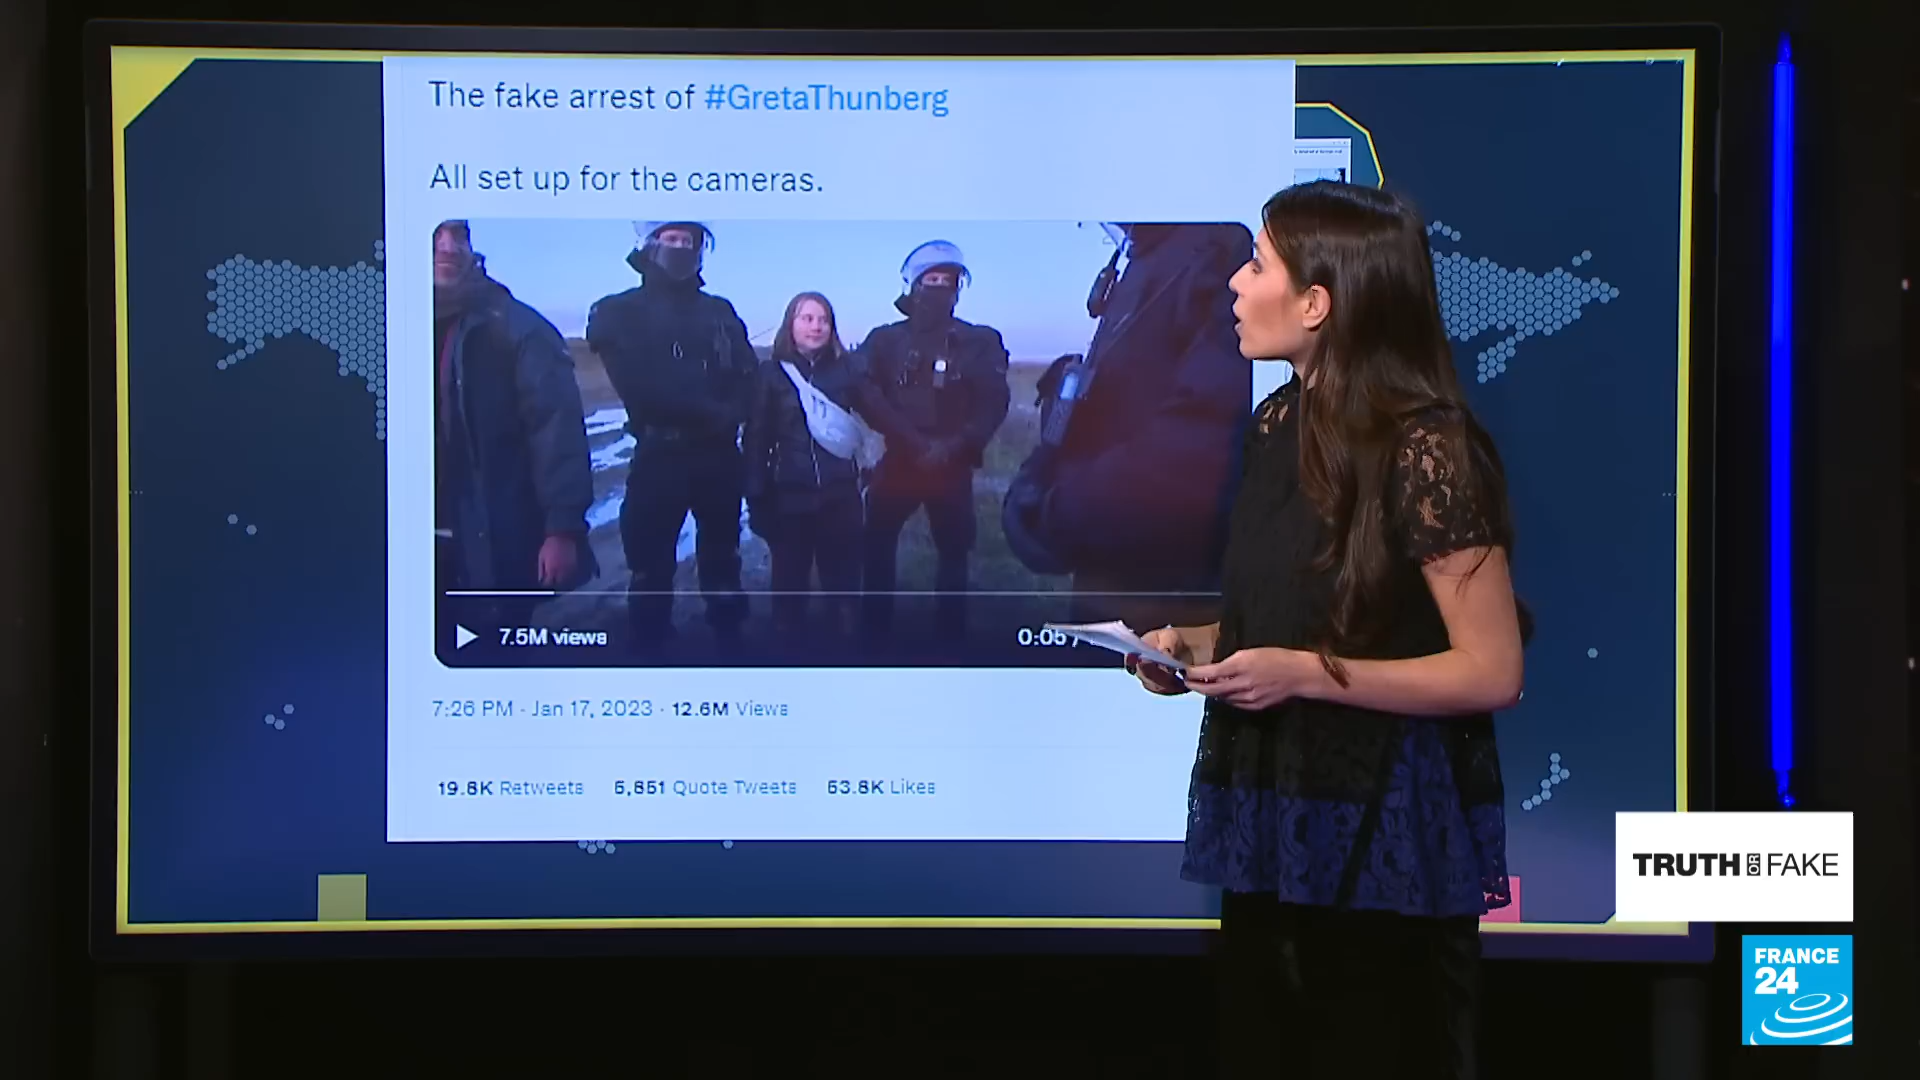 The fake arrest of #GretaThunberg
All set up for the cameras.
7.5M views
0:05 /
7:26 PM · Jan 17, 2023 · 12.6M Views
19.8K Retweets 5,851 Quote Tweets 53.8K Likes
TRUTH OR FAKE
FRANCE
24